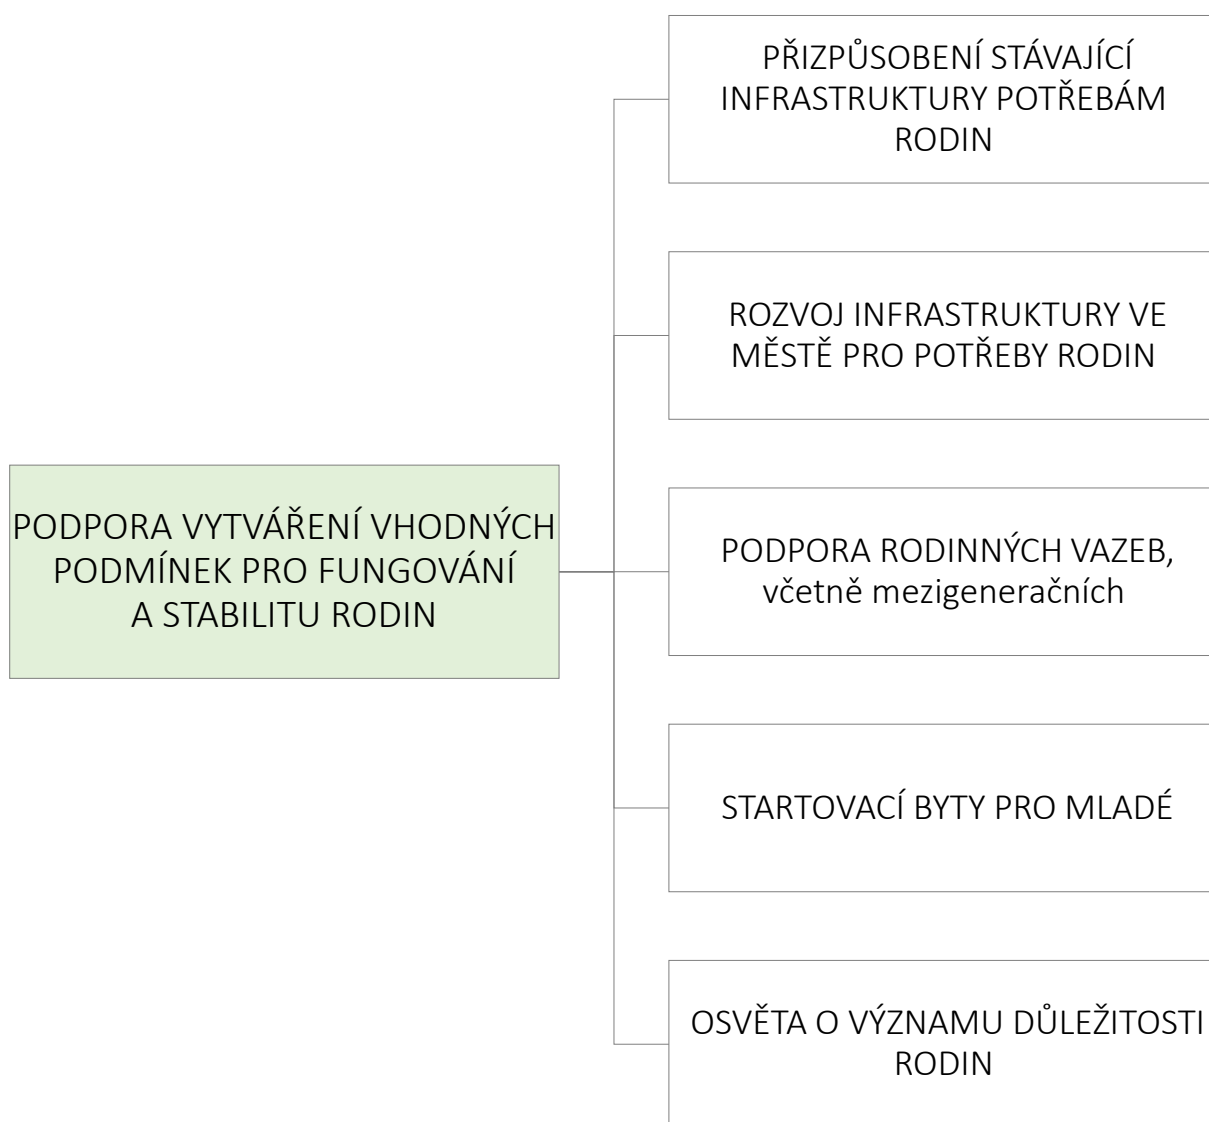 PŘIZPŮSOBENÍ STÁVAJÍCÍ
INFRASTRUKTURY POTŘEBÁM
RODIN
ROZVOJ INFRASTRUKTURY VE
MĚSTĚ PRO POTŘEBY RODIN
PODPORA VYTVÁŘENÍ VHODNÝCH
PODMÍNEK PRO FUNGOVÁNÍ
A STABILITU RODIN
PODPORA RODINNÝCH VAZEB,
včetně mezigeneračních
STARTOVACÍ BYTY PRO MLADÉ
OSVĚTA O VÝZNAMU DŮLEŽITOSTI
RODIN